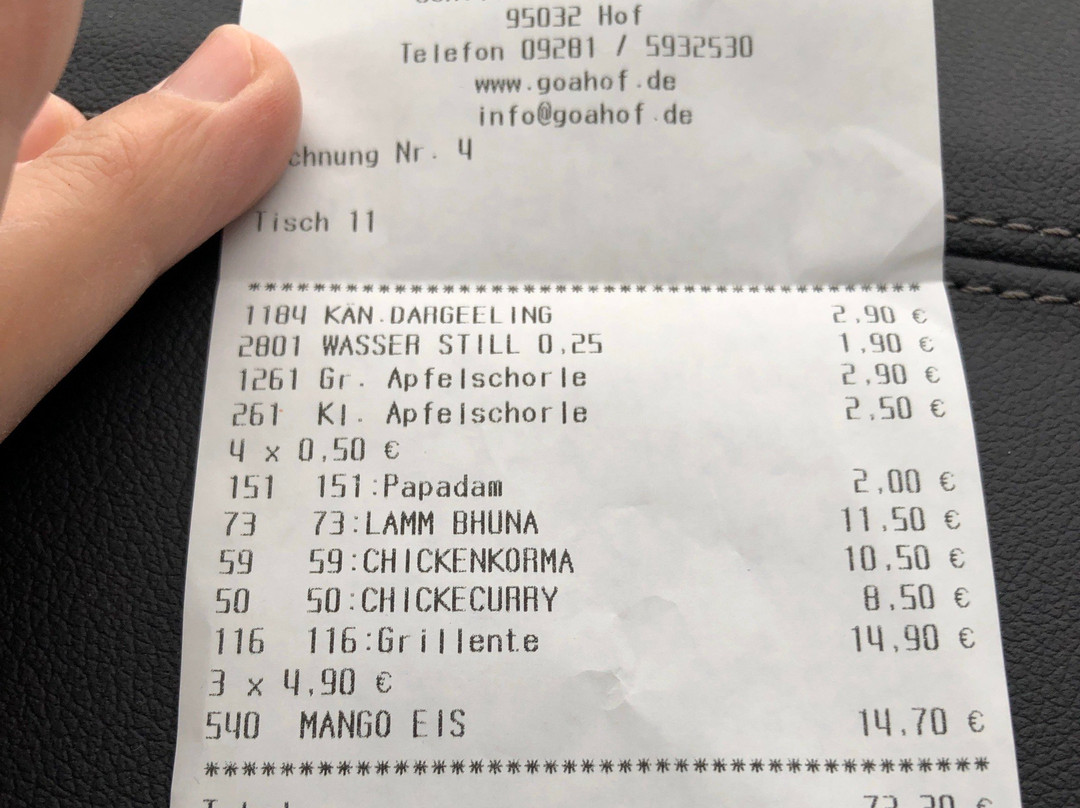 95032 Hof
Telefon 09281 / 5932530
www.goahof.de
info@goahof.de
chnung Nr. 4
Tisch 11
****************************************
1184 KÄN.DARGEELING 2,90 €
2801 WASSER STILL 0,25 1,90 €
1261 Gr. Apfelschorle 2,90 €
261 Kl. Apfelschorle 2,50 €
4 x 0,50 €
151 151:Papadam 2,00 €
73 73:LAMM BHUNA 11,50 €
59 59:CHICKENKORMA 10,50 €
50 50:CHICKECURRY 8,50 €
116 116:Grillente 14,90 €
3 x 4,90 €
540 MANGO EIS 14,70 €
****************************************